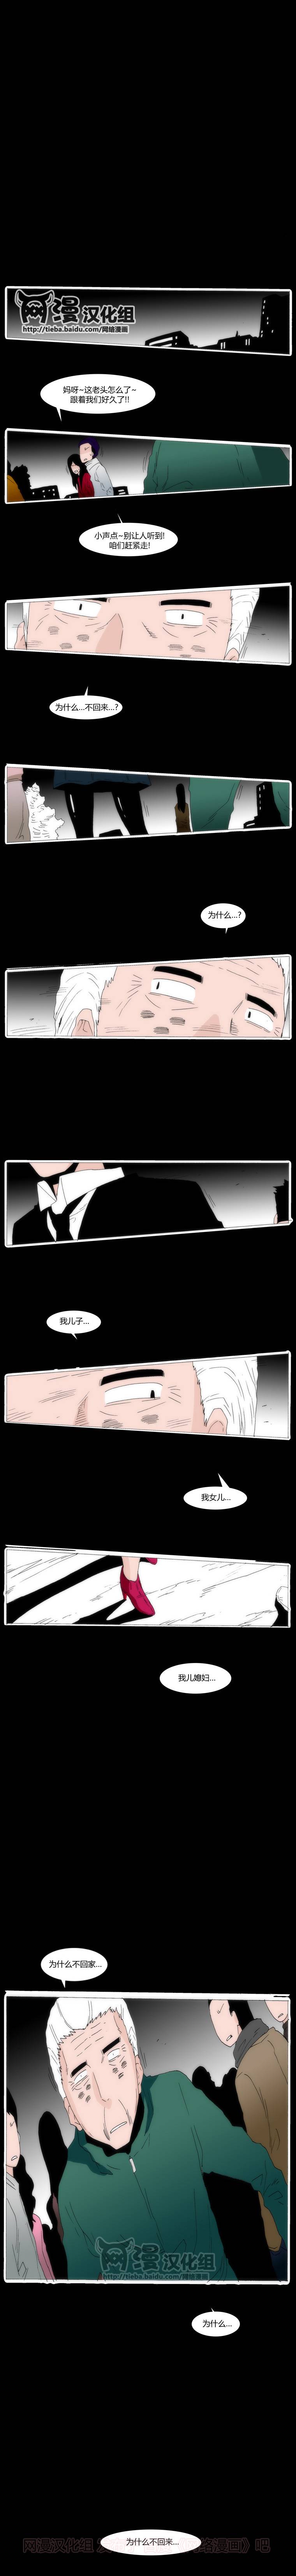 网漫汉化组
http://tieba.baidu.com/网络漫画
妈呀~这老头怎么了~
跟着我们好久了!!
小声点~别让人听到!
咱们赶紧走!
为什么...不回来...?
为什么...?
我儿子...
我女儿...
我儿媳妇...
为什么不回家...
网漫汉化组
http://tieba.baidu.com/网络漫画
为什么...
网漫汉化组
为什么不回来...
络漫画》吧